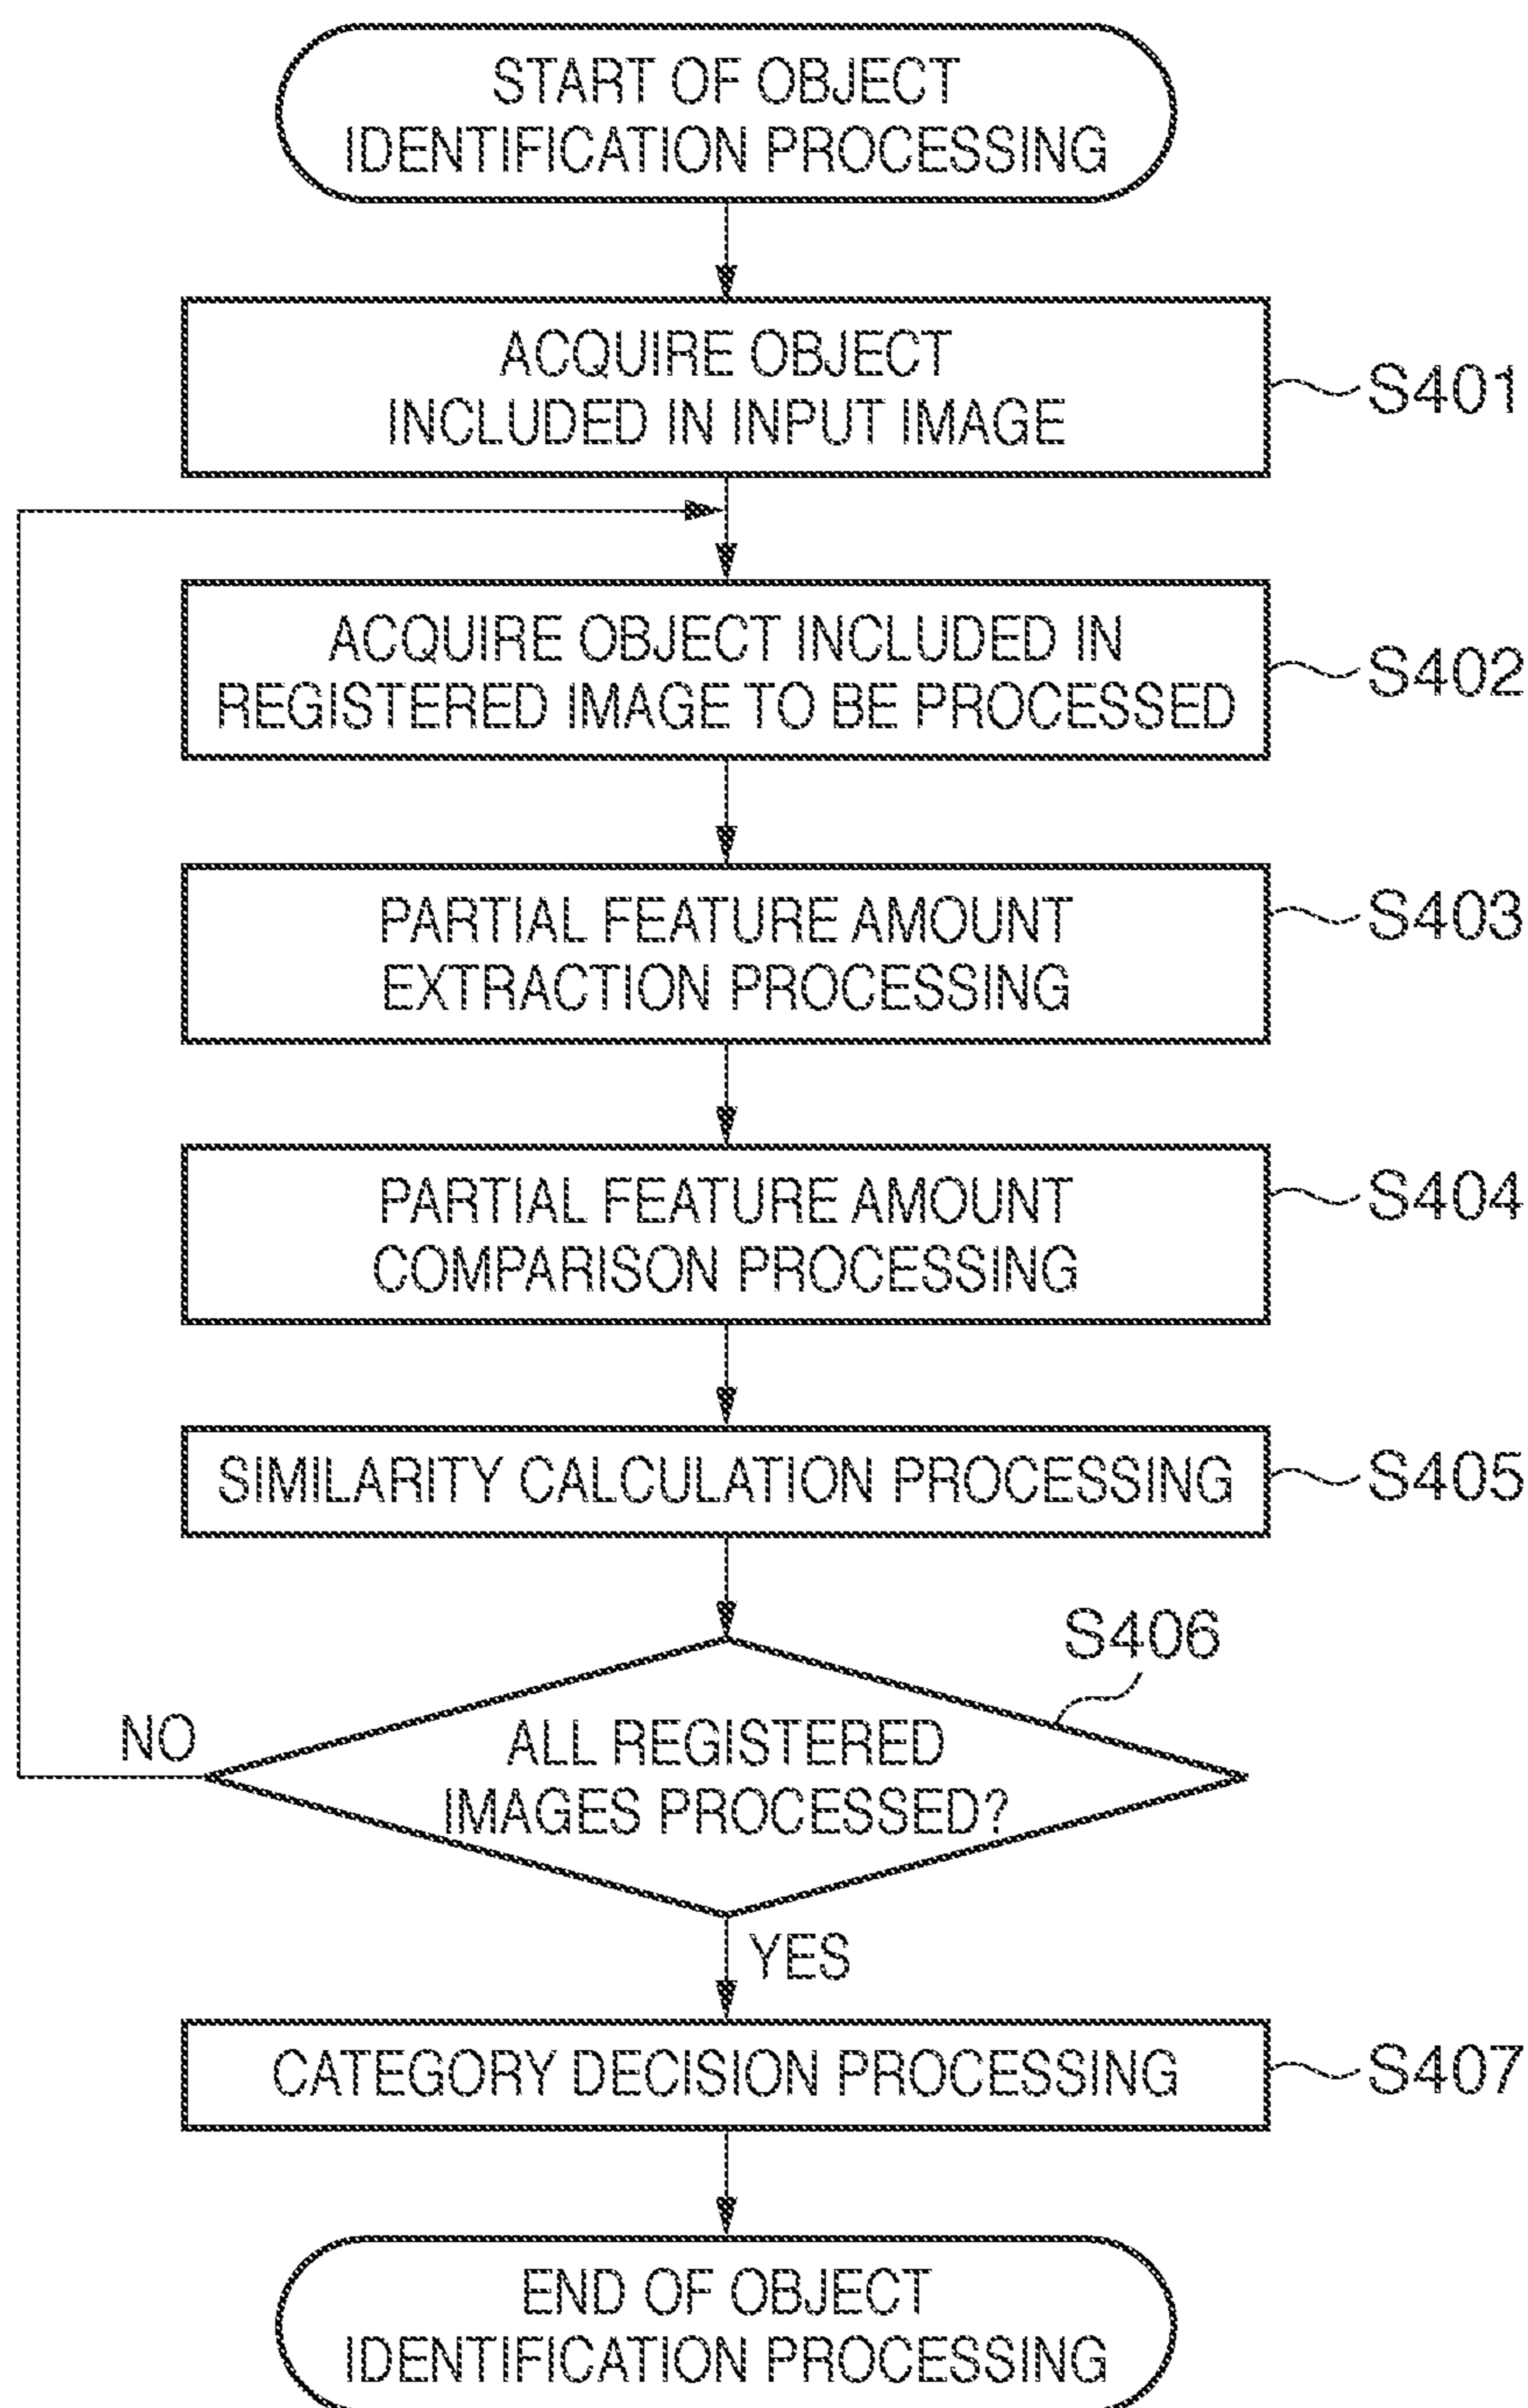 START OF OBJECT
IDENTIFICATION PROCESSING
ACQUIRE OBJECT
INCLUDED IN INPUT IMAGE
S401
ACQUIRE OBJECT INCLUDED IN
REGISTERED IMAGE TO BE PROCESSED
S402
PARTIAL FEATURE AMOUNT
EXTRACTION PROCESSING
S403
PARTIAL FEATURE AMOUNT
COMPARISON PROCESSING
S404
SIMILARITY CALCULATION PROCESSING
S405
S406
NO
ALL REGISTERED
IMAGES PROCESSED?
YES
CATEGORY DECISION PROCESSING
S407
END OF OBJECT
IDENTIFICATION PROCESSING